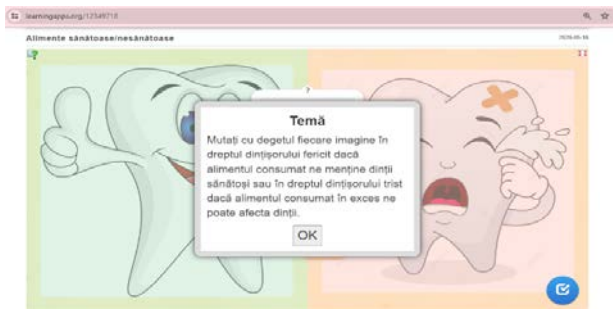 learningapps.org/12349718
Alimente sănătoase/nesănătoase
?
Temă
Mutați cu degetul fiecare imagine în
dreptul dințișorului fericit dacă
alimentul consumat ne menține dinții
sănătoși sau în dreptul dințișorului trist
dacă alimentul consumat în exces ne
poate afecta dinții.
OK